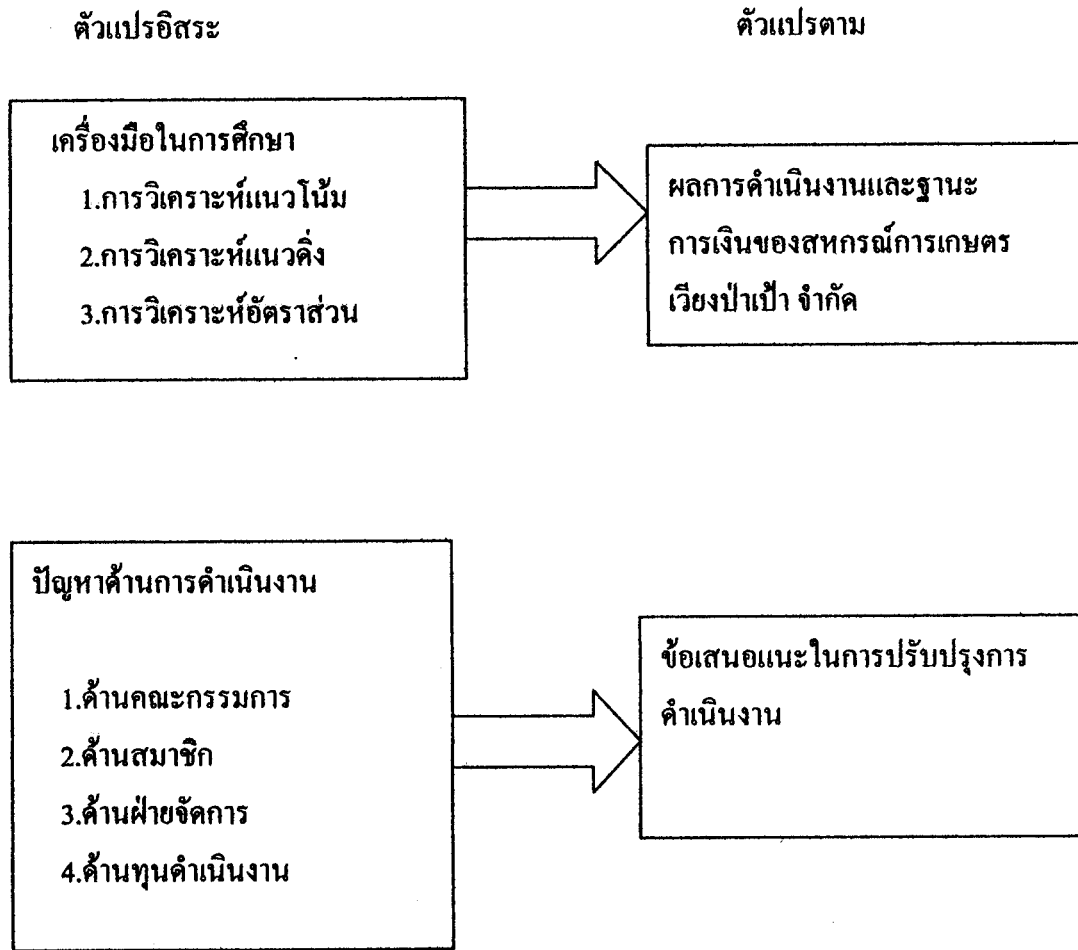 ตัวแปรอิสระ
ตัวแปรตาม
เครื่องมือในการศึกษา
1.การวิเคราะห์แนวโน้ม
2.การวิเคราะห์แนวดิ่ง
3.การวิเคราะห์อัตราส่วน
ผลการดำเนินงานและฐานะ
การเงินของสหกรณ์การเกษตร
เวียงป่าเป้า จำกัด
ปัญหาด้านการดำเนินงาน
1.ด้านคณะกรรมการ
2.ด้านสมาชิก
3.ด้านฝ่ายจัดการ
4.ด้านทุนดำเนินงาน
ข้อเสนอแนะในการปรับปรุงการ
ดำเนินงาน